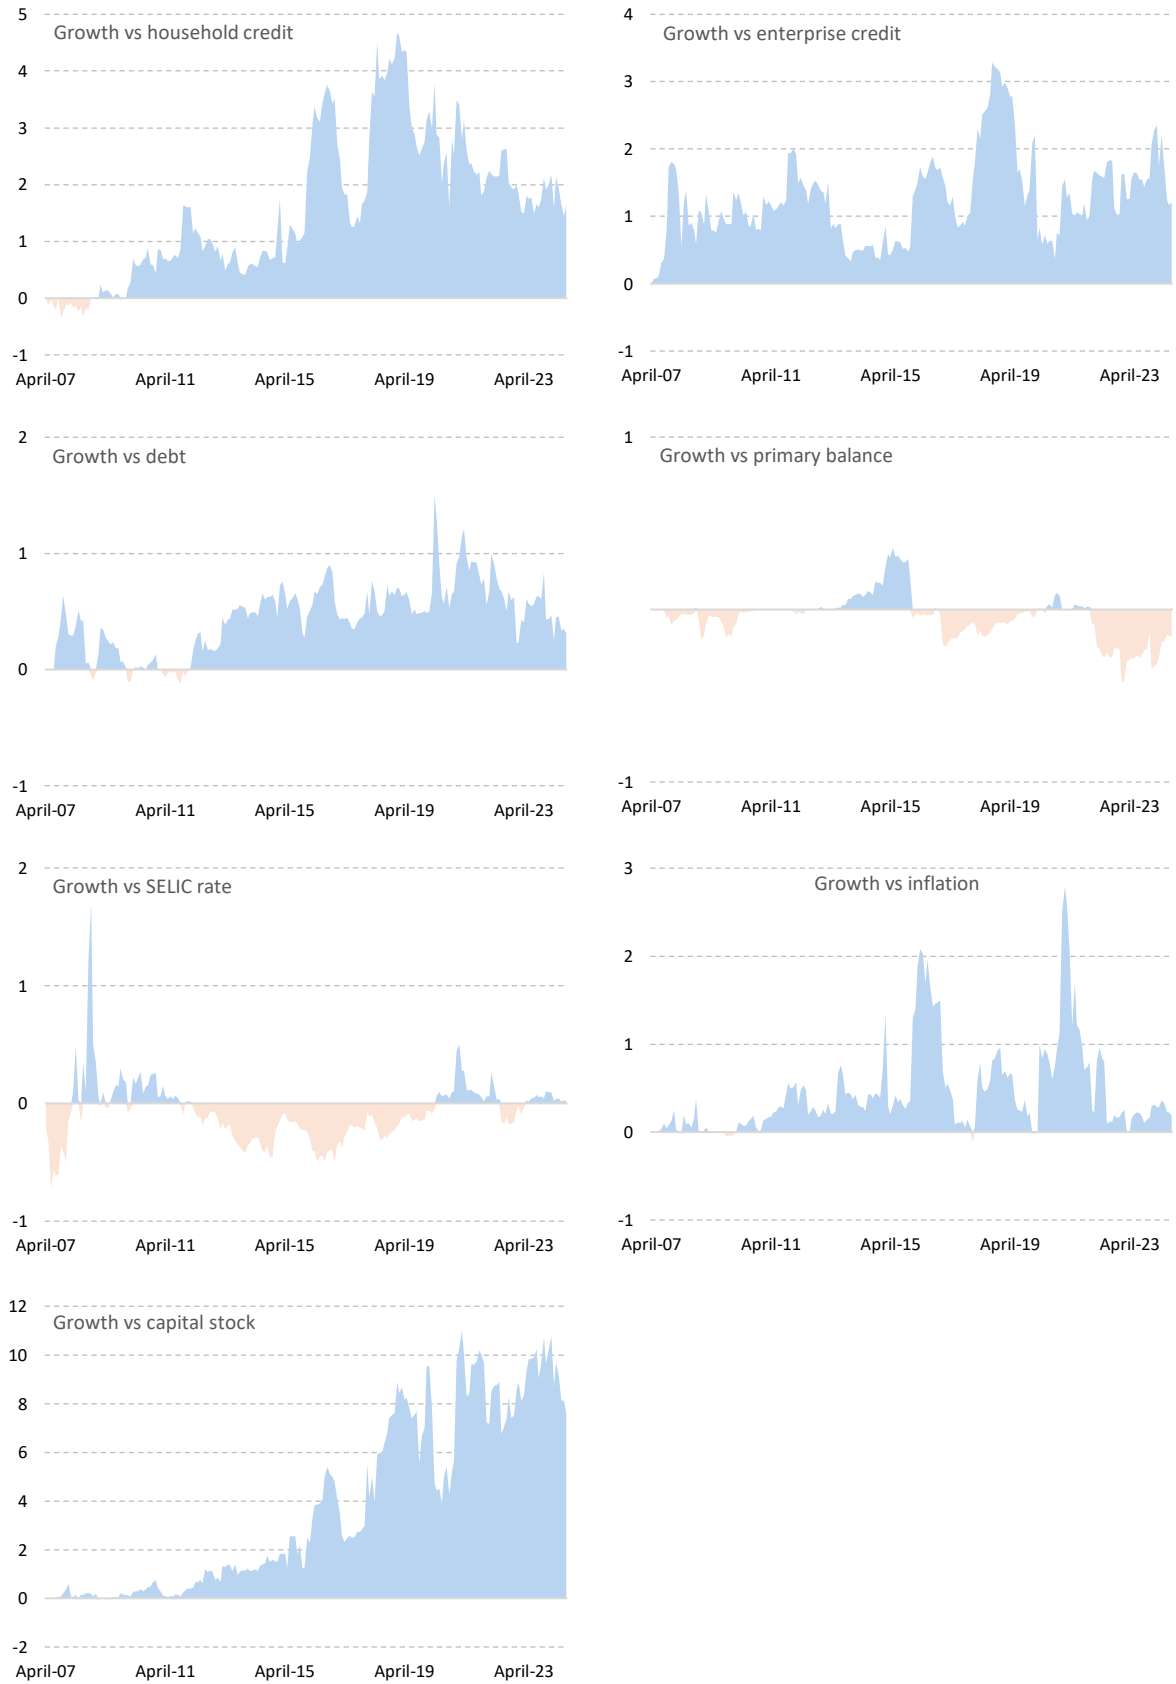 Growth vs household credit
5
4
3
2
1
0
-1
April-07 April-11 April-15 April-19 April-23
Growth vs enterprise credit
4
3
2
1
0
-1
April-07 April-11 April-15 April-19 April-23
Growth vs debt
2
1
0
-1
April-07 April-11 April-15 April-19 April-23
Growth vs primary balance
1
-1
April-07 April-11 April-15 April-19 April-23
Growth vs SELIC rate
2
1
0
-1
April-07 April-11 April-15 April-19 April-23
Growth vs inflation
3
2
1
0
-1
April-07 April-11 April-15 April-19 April-23
Growth vs capital stock
12
10
8
6
4
2
0
-2
April-07 April-11 April-15 April-19 April-23